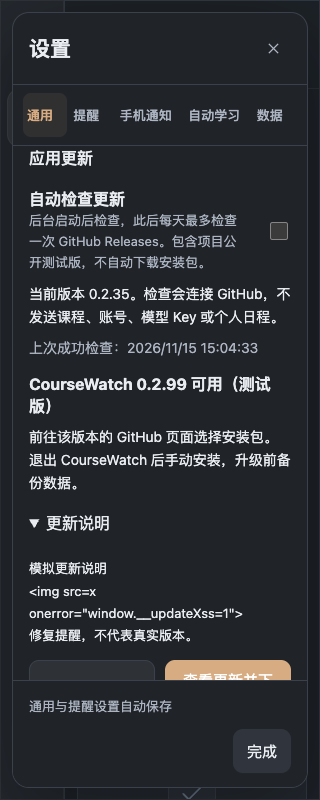 设置
通用 提醒 手机通知 自动学习 数据
应用更新
自动检查更新
后台启动后检查，此后每天最多检查
一次 GitHub Releases。包含项目公
开测试版，不自动下载安装包。
当前版本 0.2.35。检查会连接 GitHub，不
发送课程、账号、模型 Key 或个人日程。
上次成功检查：2026/11/15 15:04:33
CourseWatch 0.2.99 可用（测试
版）
前往该版本的 GitHub 页面选择安装包。
退出 CourseWatch 后手动安装，升级前备
份数据。
更新说明
模拟更新说明
<img src=x
onerror="window.__updateXss=1">
修复提醒，不代表真实版本。
查看更新并下
通用与提醒设置自动保存
完成